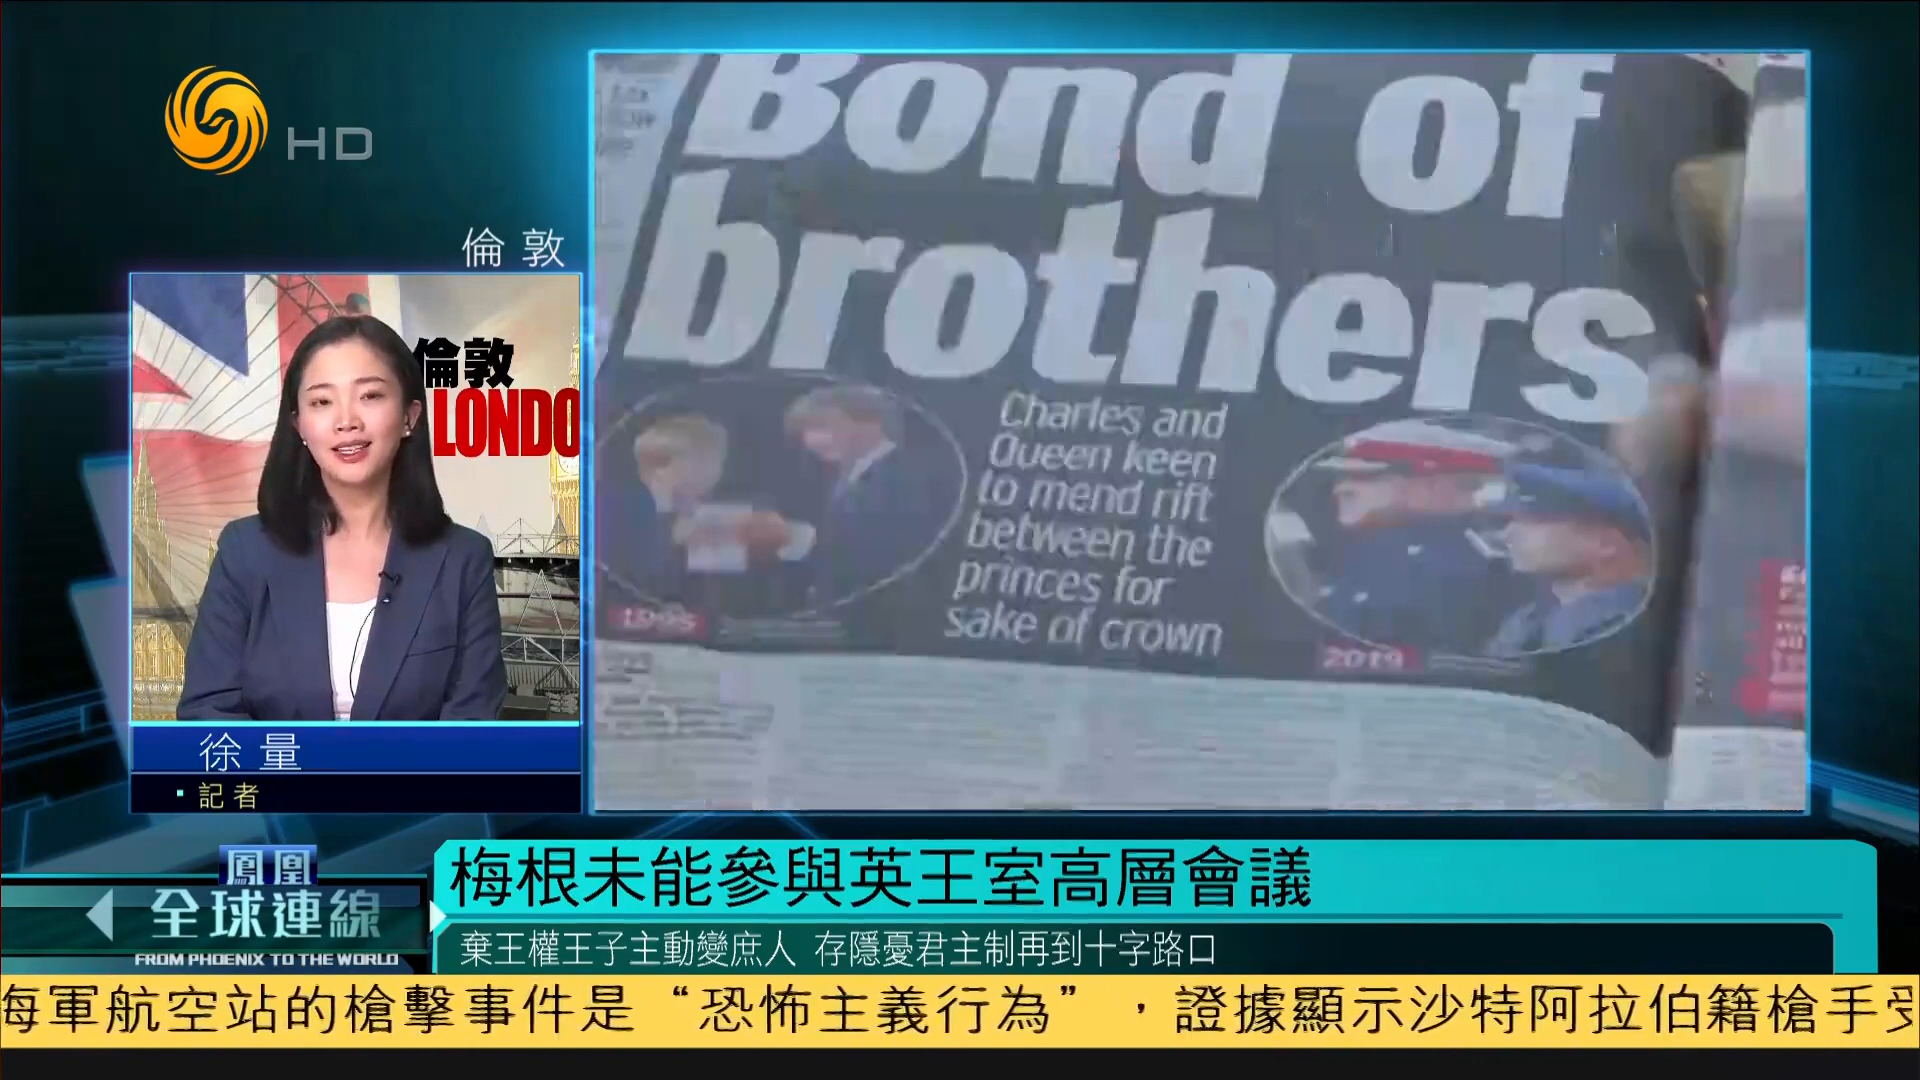 HD
倫敦
倫敦
LONDO
徐量
記者
Bond of
brothers
Charles and
Queen keen
to mend rift
between the
princes for
sake of crown
1995
2019
鳳凰
全球連線
FROM PHOENIX TO THE WORLD
梅根未能參與英王室高層會議
棄王權王子主動變庶人 存隱憂君主制再到十字路口
海軍航空站的槍擊事件是“恐怖主義行為”，證據顯示沙特阿拉伯籍槍手受